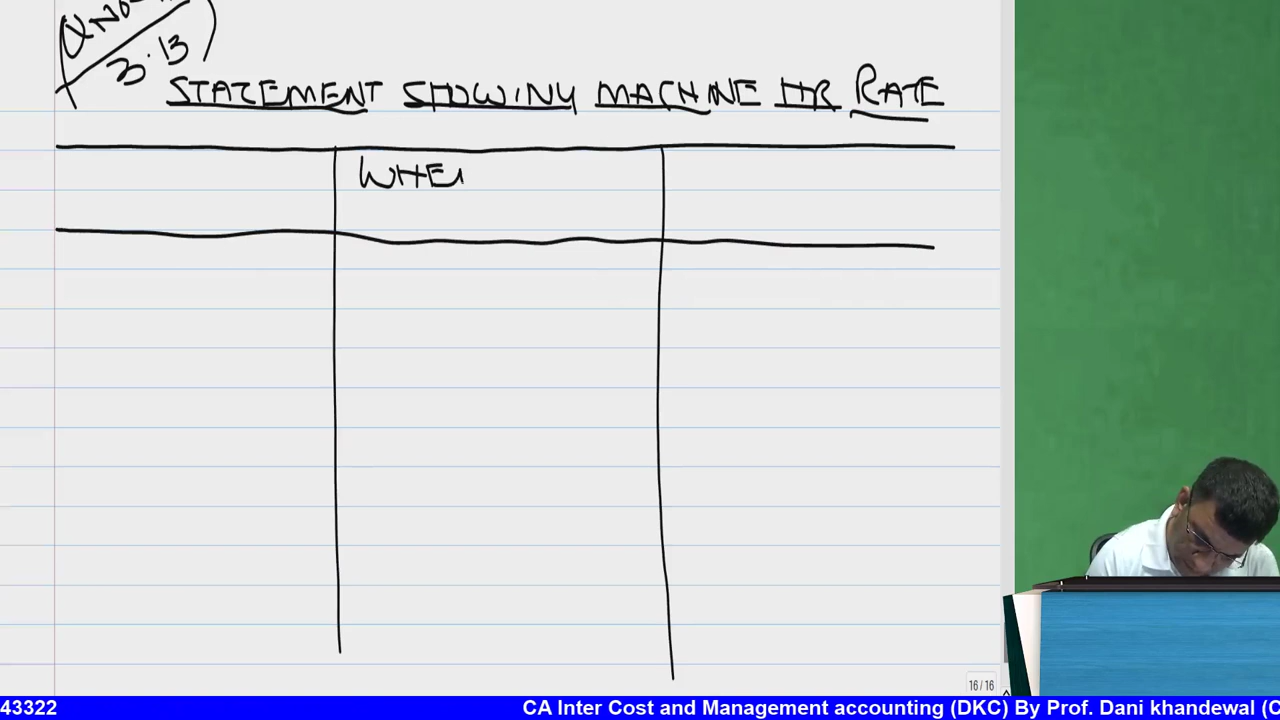 3.13
STATEMENT SHOWING MACHINE HR RATE
WHE
16/16
43322
CA Inter Cost and Management accounting (DKC) By Prof. Dani khandewal (C